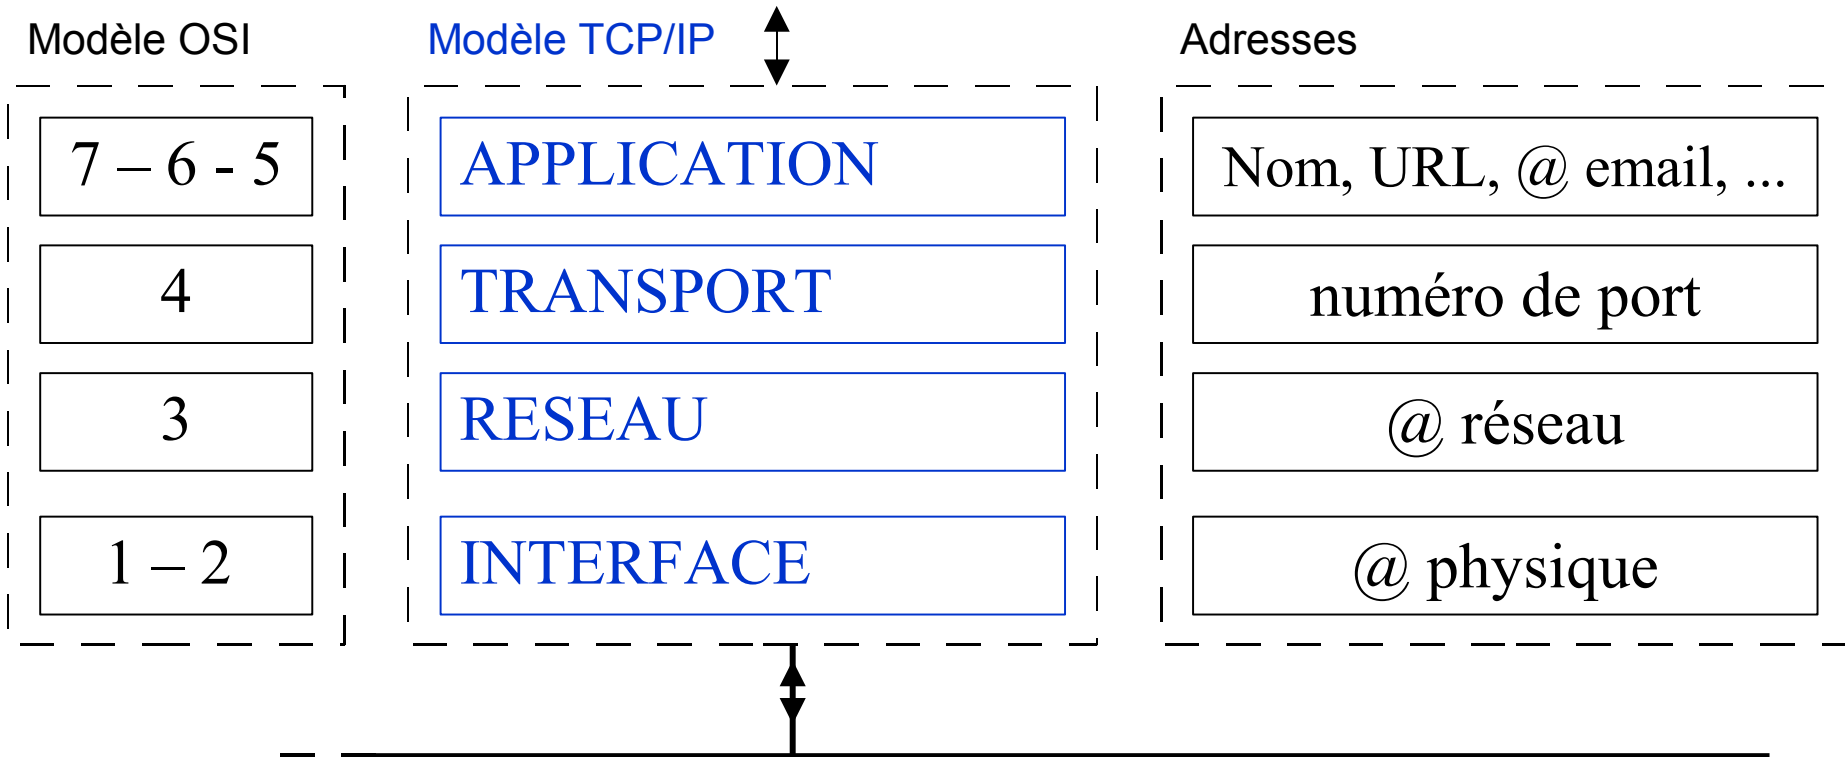 Modèle OSI
Modèle TCP/IP
Adresses
7 – 6 - 5
APPLICATION
Nom, URL, @ email, ...
4
TRANSPORT
numéro de port
3
RESEAU
@ réseau
1 – 2
INTERFACE
@ physique